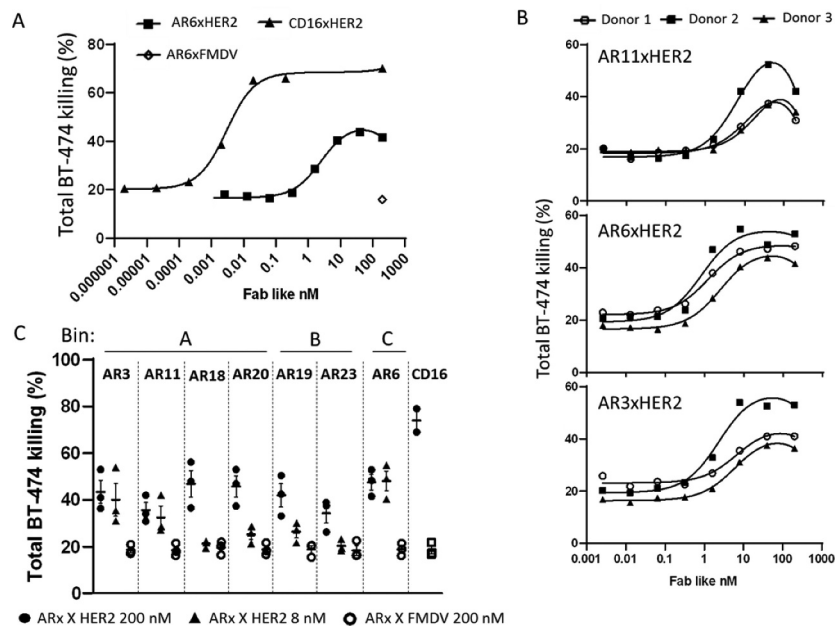 A
AR6xHER2
CD16xHER2
AR6xFMDV
Total BT-474 killing (%)
80
60
40
20
0
0.000001
0.00001
0.0001
0.001
0.01
0.1
1
10
100
1000
Fab like nM
B
Donor 1
Donor 2
Donor 3
AR11xHER2
60
40
20
0
AR6xHER2
Total BT-474 killing (%)
60
40
20
0
AR3xHER2
60
40
20
0
0.001
0.01
0.1
1
10
100
1000
Fab like nM
C
Bin:
A
B
C
AR3
AR11
AR18
AR20
AR19
AR23
AR6
CD16
Total BT-474 killing (%)
100
80
60
40
20
0
ARx X HER2 200 nM
ARx X HER2 8 nM
ARx X FMDV 200 nM